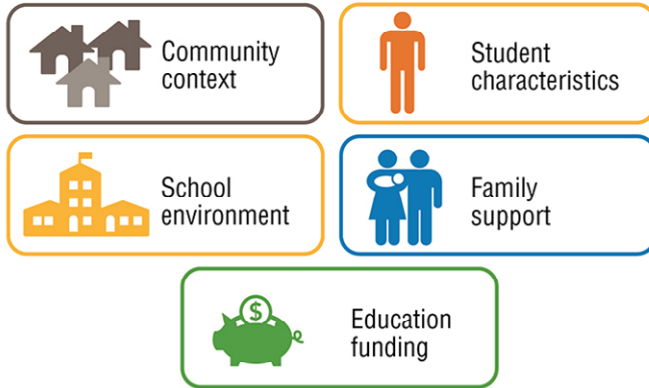 Community
context
Student
characteristics
School
environment
Family
support
$
Education
funding